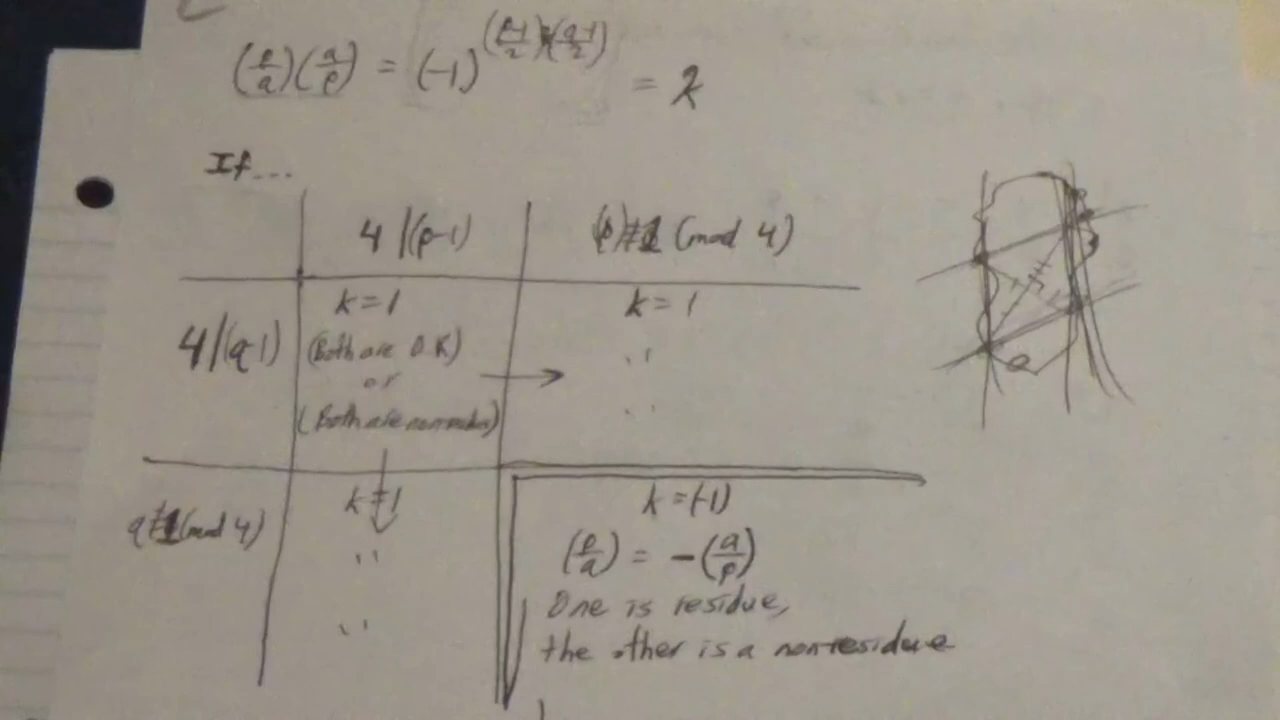 (p/q)(q/p) = (-1)^((p-1)/2)·((q-1)/2) = k
If...
4 | (p-1)
(p)≢1 (mod 4)
4 | (q-1)
k = 1
(Both are Q.R)
or
(Both are nonresidues)
k = 1
''
''
q≢1 (mod 4)
k = 1
''
''
k = (-1)
(p/q) = -(q/p)
One is residue,
the other is a nonresidue